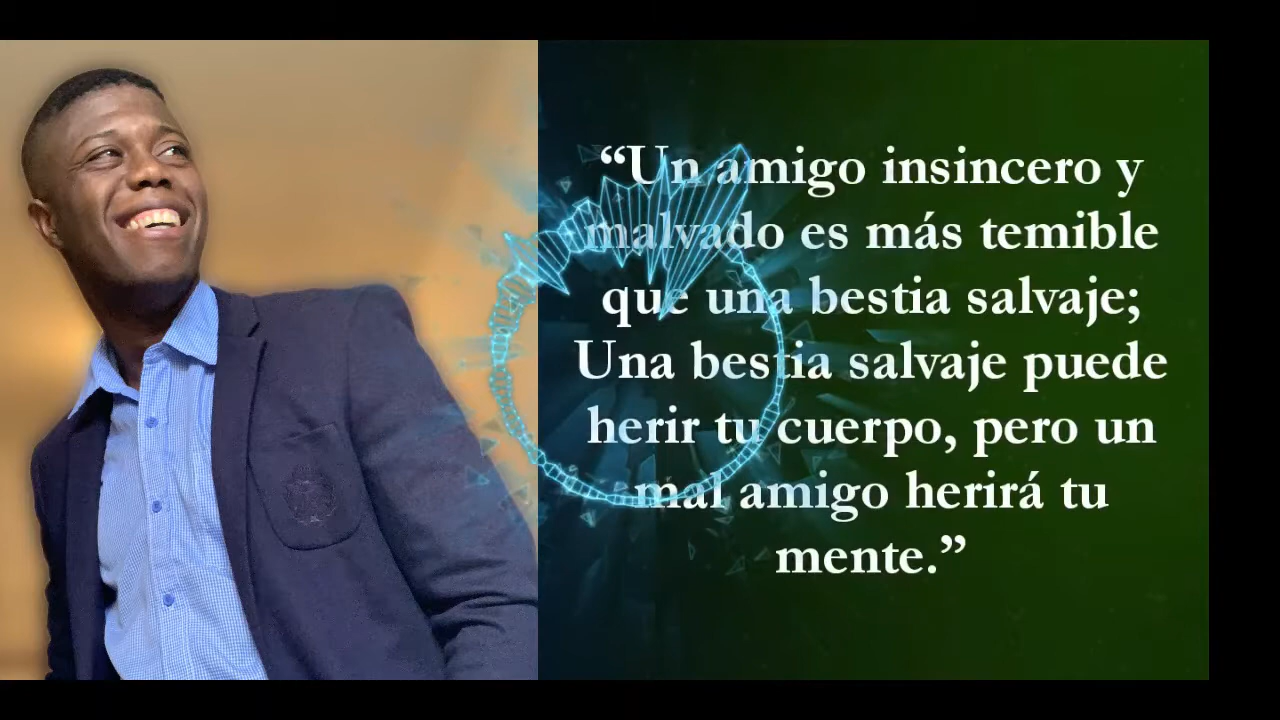 “Un amigo insincero y
malvado es más temible
que una bestia salvaje;
Una bestia salvaje puede
herir tu cuerpo, pero un
mal amigo herirá tu
mente.”